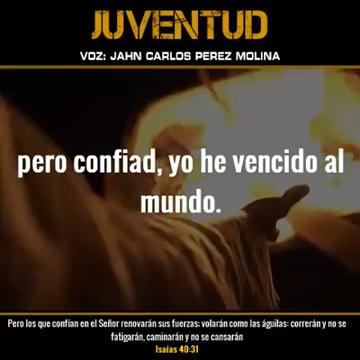 JUVENTUD
VOZ: JAHN CARLOS PEREZ MOLINA
pero confiad, yo he vencido al
mundo.
Pero los que confían en el Señor renovarán sus fuerzas; volarán como las águilas: correrán y no se
fatigarán, caminarán y no se cansarán
Isaías 40:31